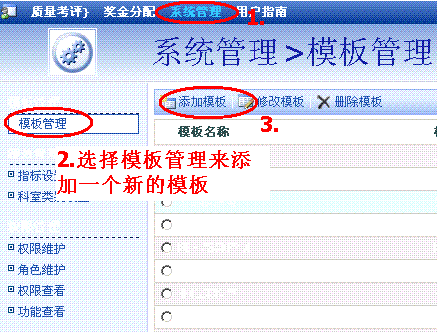 质量考评} 奖金分配 系统管理 用户指南
1.
系统管理>模板管理
添加模板 修改模板 删除模板
模板管理
3.
模板名称
2.选择模板管理来添
加一个新的模板
指标设
科室类
权限维护
角色维护
权限查看
功能查看